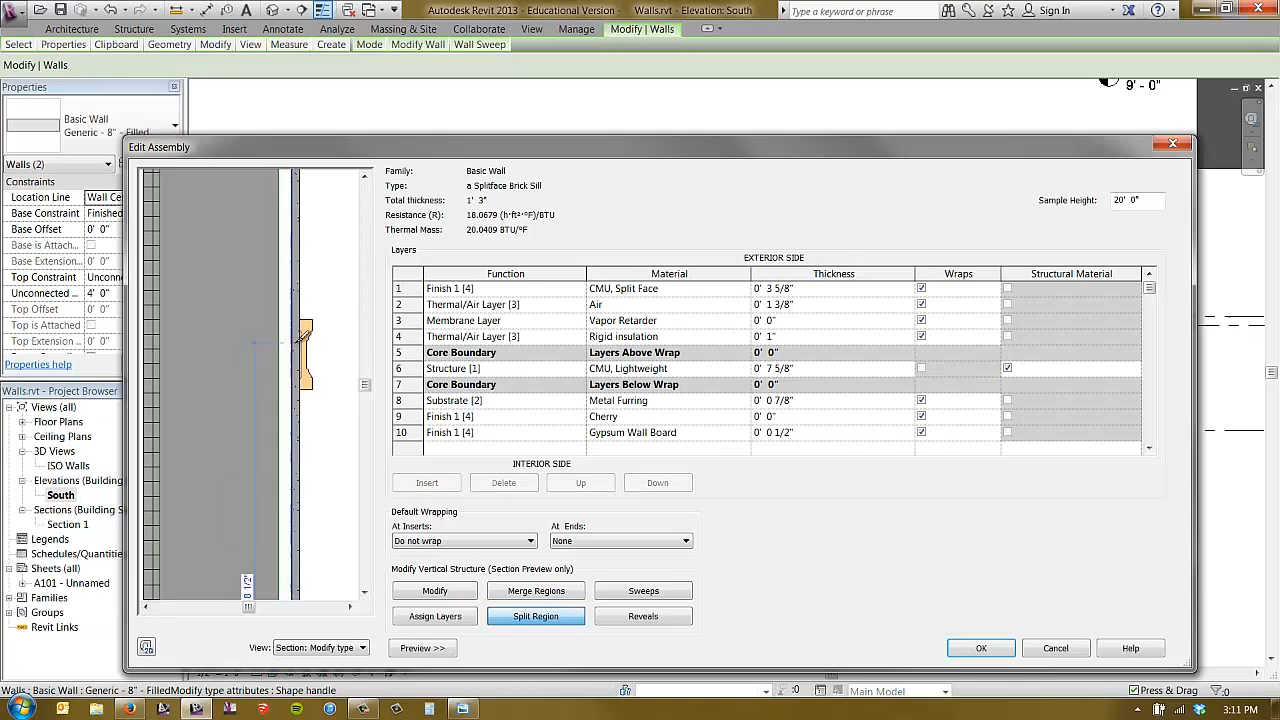 Autodesk Revit 2013 - Educational Version - Walls.rvt - Elevation: South
Type a keyword or phrase
Sign In
Architecture Structure Systems Insert Annotate Analyze Massing & Site Collaborate View Manage Modify | Walls
Select Properties Clipboard Geometry Modify View Measure Create Mode Modify Wall Wall Sweep
Modify | Walls
Properties
9' - 0"
Basic Wall
Generic - 8" - Filled
Walls (2)
Constraints
Location Line Wall Ce
Base Constraint Finished
Base Offset 0' 0"
Base is Attach...
Base Extension... 0' 0"
Top Constraint Unconn
Unconnected ... 4' 0"
Top Offset 0' 0"
Top is Attached
Top Extension... 0' 0"
Properties help
Walls.rvt - Project Browser
Views (all)
Floor Plans
Ceiling Plans
3D Views
ISO Walls
Elevations (Building
South
Sections (Building S
Section 1
Legends
Schedules/Quantitie
Sheets (all)
A101 - Unnamed
Families
Groups
Revit Links
Edit Assembly
Family: Basic Wall
Type: a Splitface Brick Sill
Total thickness: 1' 3"
Resistance (R): 18.0679 (h·ft²·°F)/BTU
Thermal Mass: 20.0409 BTU/°F
Sample Height: 20' 0"
Layers
EXTERIOR SIDE
Function Material Thickness Wraps Structural Material
1 Finish 1 [4] CMU, Split Face 0' 3 5/8"
2 Thermal/Air Layer [3] Air 0' 1 3/8"
3 Membrane Layer Vapor Retarder 0' 0"
4 Thermal/Air Layer [3] Rigid insulation 0' 1"
5 Core Boundary Layers Above Wrap 0' 0"
6 Structure [1] CMU, Lightweight 0' 7 5/8"
7 Core Boundary Layers Below Wrap 0' 0"
8 Substrate [2] Metal Furring 0' 0 7/8"
9 Finish 1 [4] Cherry 0' 0"
10 Finish 1 [4] Gypsum Wall Board 0' 0 1/2"
INTERIOR SIDE
Insert Delete Up Down
Default Wrapping
At Inserts: At Ends:
Do not wrap None
Modify Vertical Structure (Section Preview only)
Modify Merge Regions Sweeps
Assign Layers Split Region Reveals
0 1/2"
View: Section: Modify type Preview >> OK Cancel Help
Walls : Basic Wall : Generic - 8" - FilledModify type attributes : Shape handle
:0 Main Model Press & Drag :0
3:11 PM